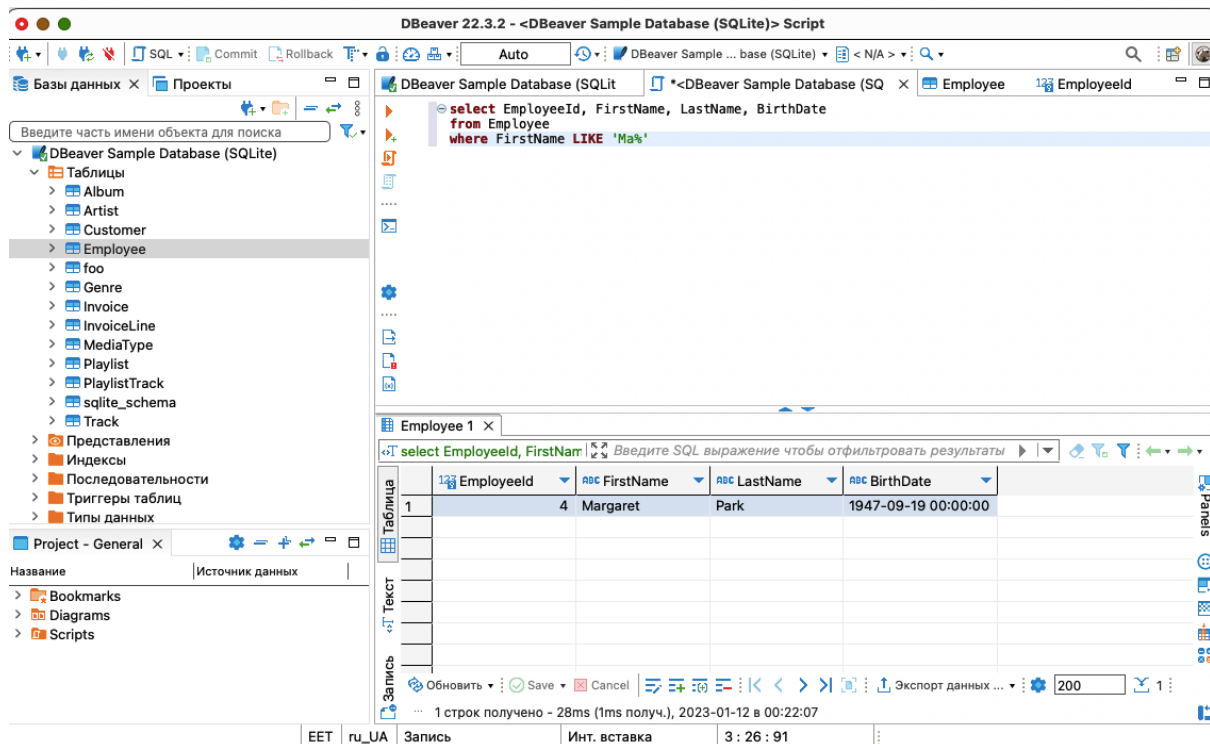 DBeaver 22.3.2 - <DBeaver Sample Database (SQLite)> Script
SQL Commit Rollback Auto DBeaver Sample ... base (SQLite) < N/A >
Базы данных Проекты
Введите часть имени объекта для поиска
DBeaver Sample Database (SQLite)
Таблицы
Album
Artist
Customer
Employee
foo
Genre
Invoice
InvoiceLine
MediaType
Playlist
PlaylistTrack
sqlite_schema
Track
Представления
Индексы
Последовательности
Триггеры таблиц
Типы данных
Project - General
Название Источник данных
Bookmarks
Diagrams
Scripts
DBeaver Sample Database (SQLit *<DBeaver Sample Database (SQ Employee 123 EmployeeId
select EmployeeId, FirstName, LastName, BirthDate
from Employee
where FirstName LIKE 'Ma%'
Employee 1
select EmployeeId, FirstNam Введите SQL выражение чтобы отфильтровать результаты
Таблица
Текст
Запись
123 EmployeeId ABC FirstName ABC LastName ABC BirthDate
1 4 Margaret Park 1947-09-19 00:00:00
Panels
Обновить Save Cancel Экспорт данных ... 200 1
1 строк получено - 28ms (1ms получ.), 2023-01-12 в 00:22:07
EET ru_UA Запись Инт. вставка 3 : 26 : 91